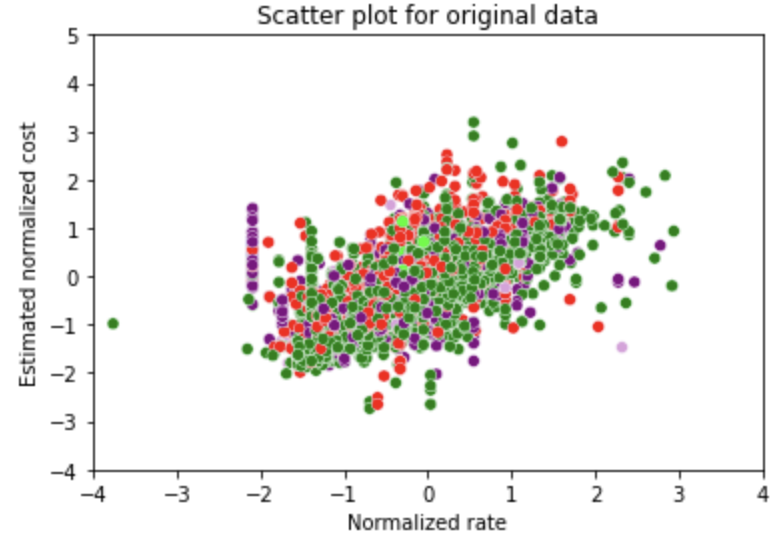 Scatter plot for original data
5
4
3
2
1
0
−1
−2
−3
−4
Estimated normalized cost
−4 −3 −2 −1 0 1 2 3 4
Normalized rate